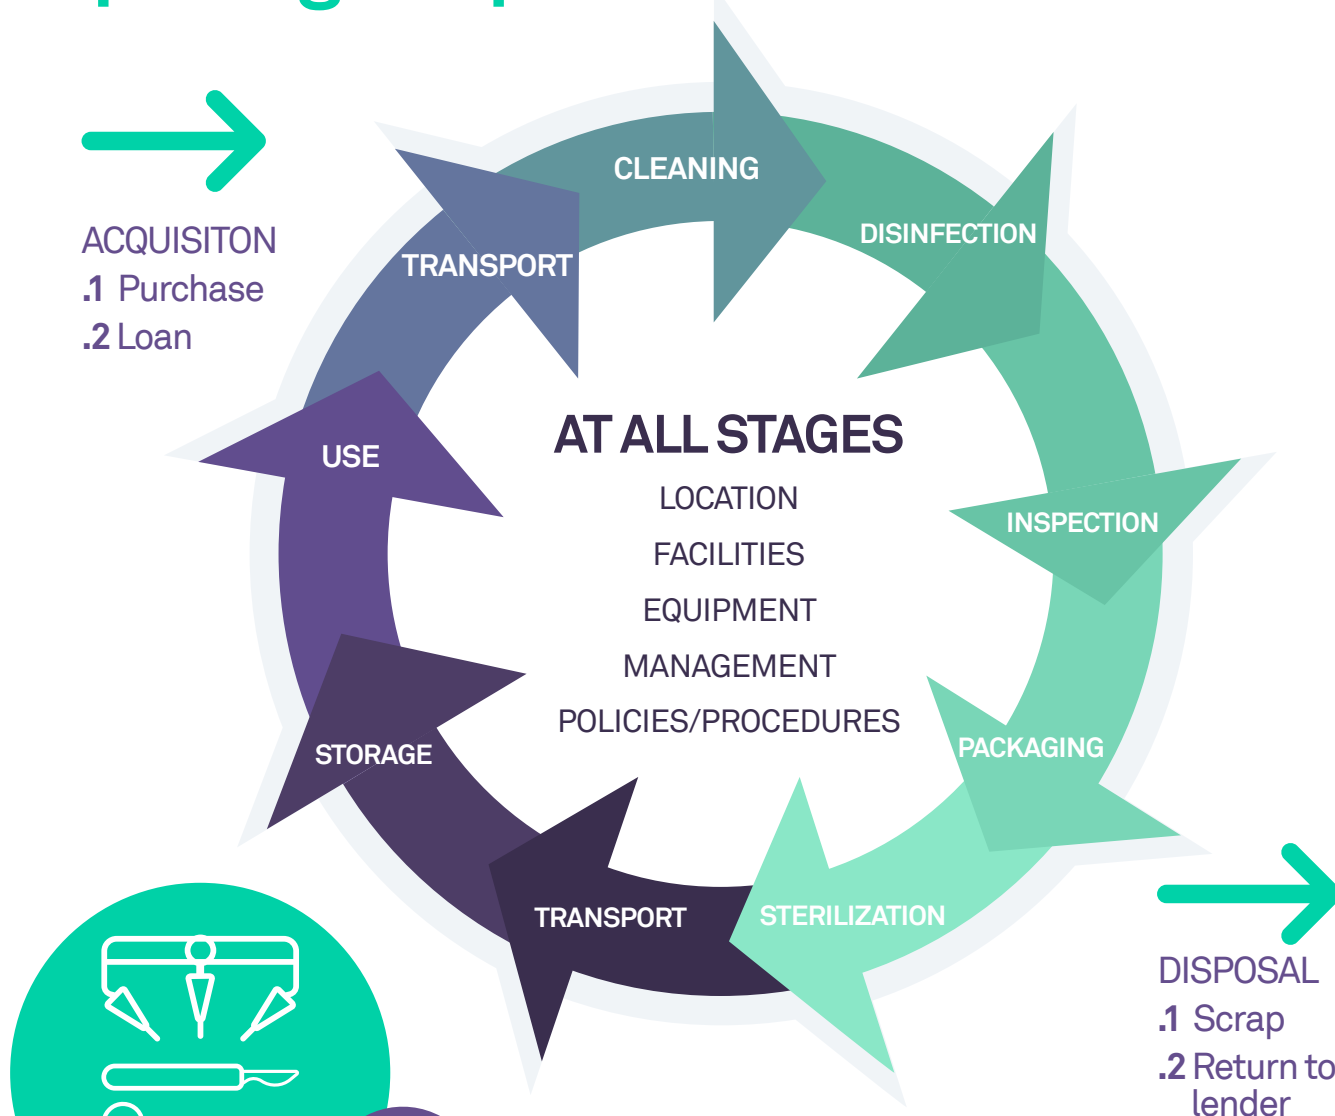 ACQUISITON
.1 Purchase
.2 Loan
CLEANING
DISINFECTION
TRANSPORT
USE
INSPECTION
AT ALL STAGES
LOCATION
FACILITIES
EQUIPMENT
MANAGEMENT
POLICIES/PROCEDURES
STORAGE
PACKAGING
TRANSPORT
STERILIZATION
DISPOSAL
.1 Scrap
.2 Return to
lender